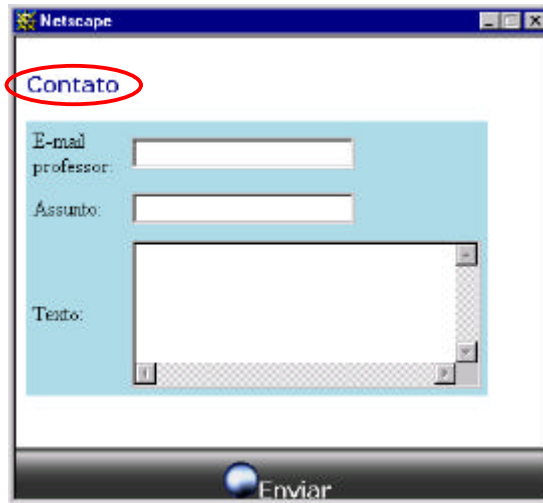 Netscape
Contato
E-mail
professor:
Assunto:
Texto:
Enviar